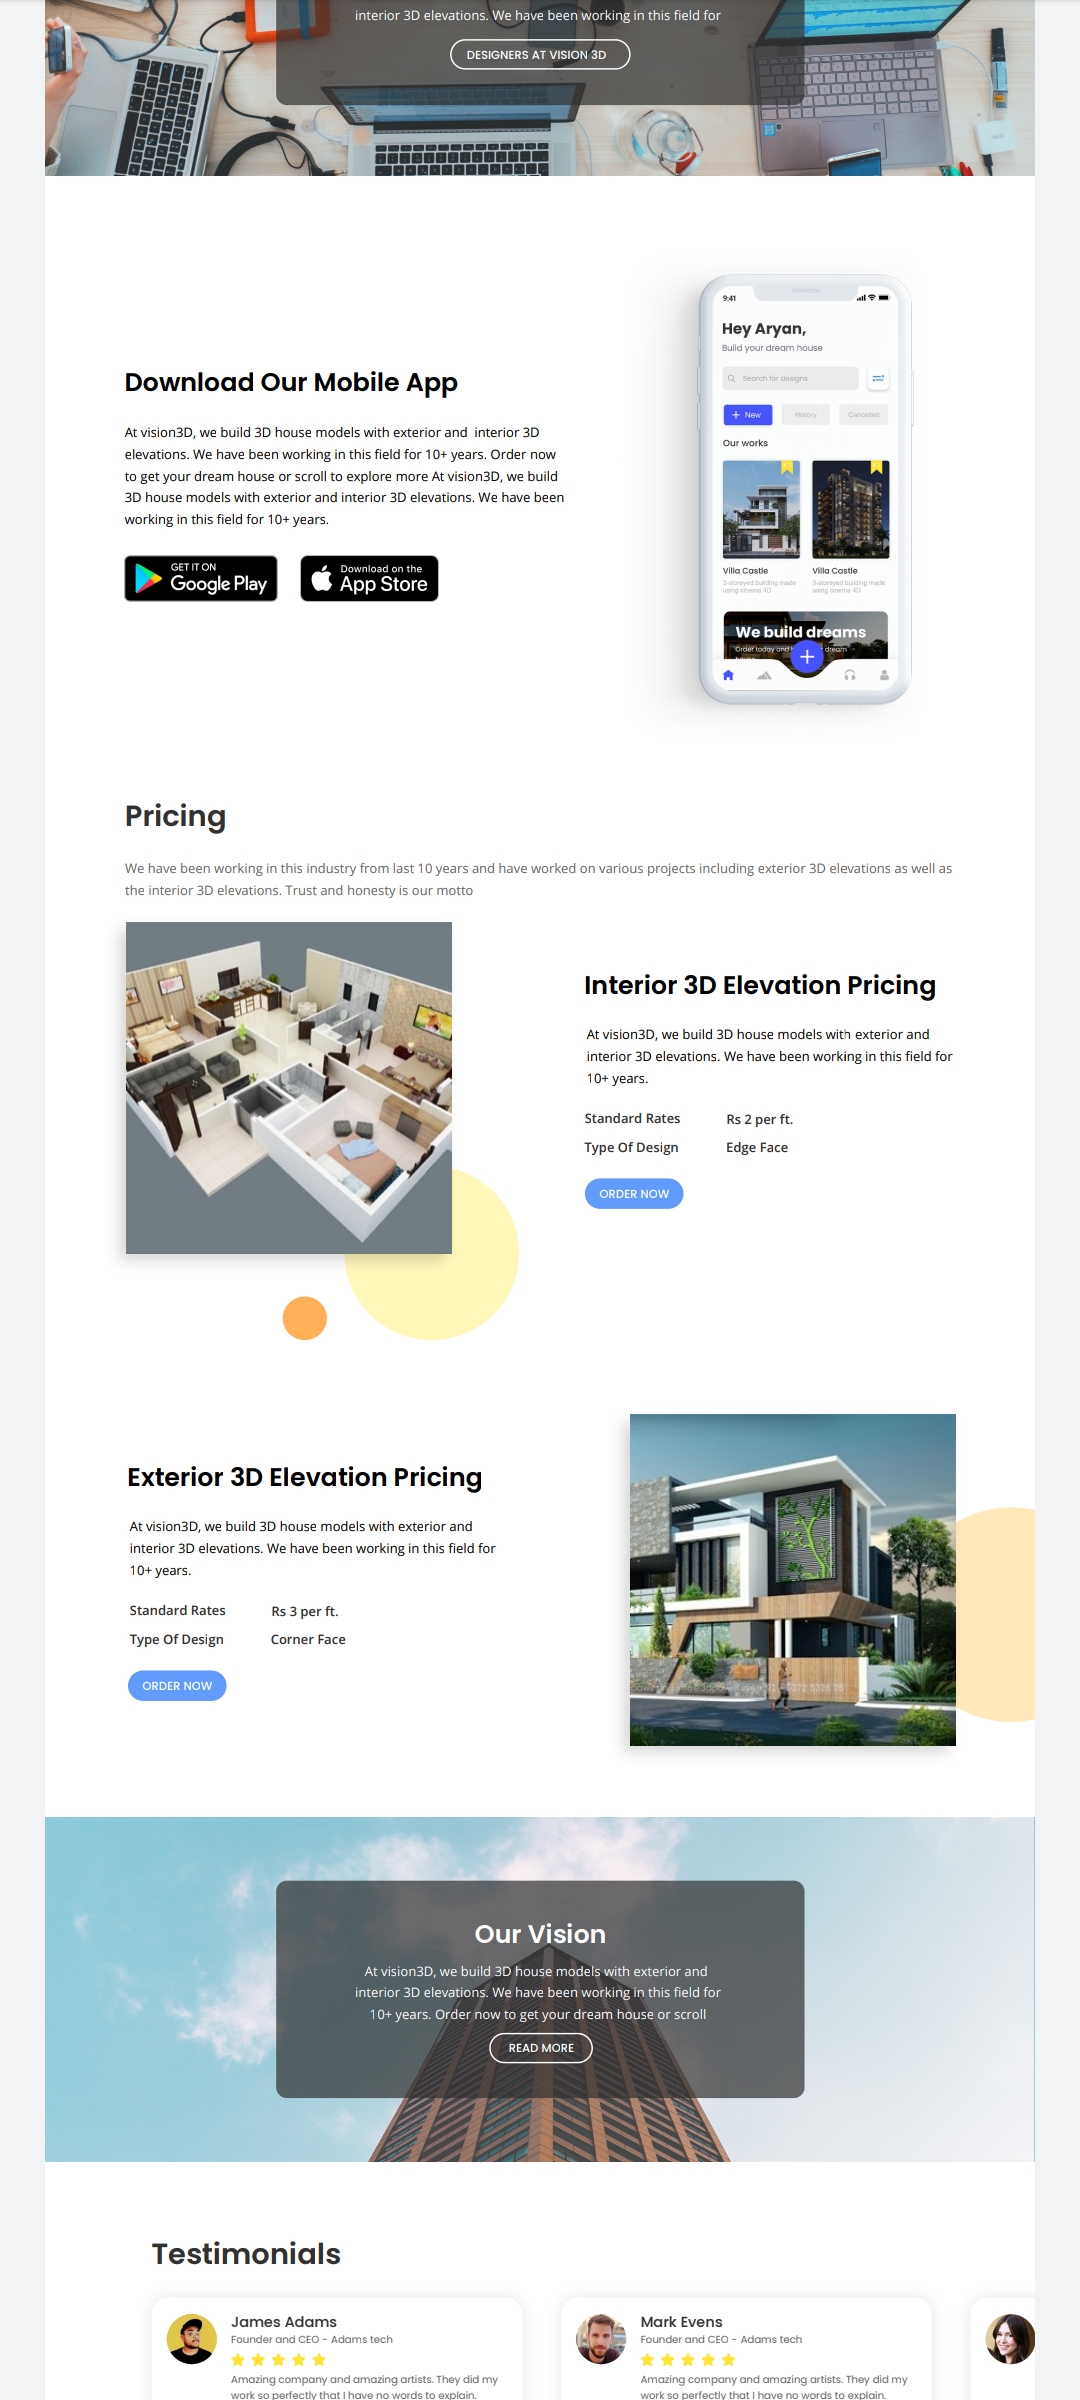 interior 3D elevations. We have been working in this field for
DESIGNERS AT VISION 3D
9:41
Hey Aryan,
Build your dream house
Search for designs
New
History
Cancelled
Our works
Villa Castle
3-storeyed building made
using cinema 4D
Villa Castle
3-storeyed building made
using cinema 4D
We build dreams
Order today and
dream
Download Our Mobile App
At vision3D, we build 3D house models with exterior and  interior 3D
elevations. We have been working in this field for 10+ years. Order now
to get your dream house or scroll to explore more At vision3D, we build
3D house models with exterior and interior 3D elevations. We have been
working in this field for 10+ years.
GET IT ON
Google Play
Download on the
App Store
Pricing
We have been working in this industry from last 10 years and have worked on various projects including exterior 3D elevations as well as
the interior 3D elevations. Trust and honesty is our motto
Interior 3D Elevation Pricing
At vision3D, we build 3D house models with exterior and
interior 3D elevations. We have been working in this field for
10+ years.
Standard Rates Rs 2 per ft.
Type Of Design Edge Face
ORDER NOW
Exterior 3D Elevation Pricing
At vision3D, we build 3D house models with exterior and
interior 3D elevations. We have been working in this field for
10+ years.
Standard Rates Rs 3 per ft.
Type Of Design Corner Face
ORDER NOW
Our Vision
At vision3D, we build 3D house models with exterior and
interior 3D elevations. We have been working in this field for
10+ years. Order now to get your dream house or scroll
READ MORE
Testimonials
James Adams
Founder and CEO - Adams tech
Amazing company and amazing artists. They did my
work so perfectly that I have no words to explain.
Mark Evens
Founder and CEO - Adams tech
Amazing company and amazing artists. They did my
work so perfectly that I have no words to explain.